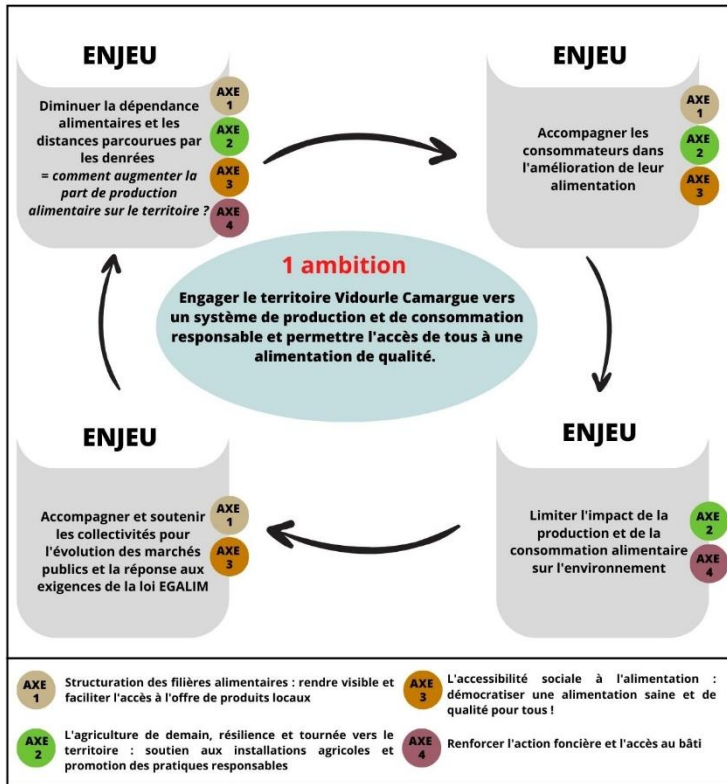 ENJEU
Diminuer la dépendance
alimentaires et les
distances parcourues par
les denrées
= comment augmenter la
part de production
alimentaire sur le territoire ?
AXE
1
AXE
2
AXE
3
AXE
4
ENJEU
Accompagner les
consommateurs dans
l'amélioration de leur
alimentation
AXE
1
AXE
2
AXE
3
1 ambition
Engager le territoire Vidourle Camargue vers
un système de production et de consommation
responsable et permettre l'accès de tous à une
alimentation de qualité.
ENJEU
Accompagner et soutenir
les collectivités pour
l'évolution des marchés
publics et la réponse aux
exigences de la loi EGALIM
AXE
1
AXE
3
ENJEU
Limiter l'impact de la
production et de la
consommation alimentaire
sur l'environnement
AXE
2
AXE
4
AXE
1
Structuration des filières alimentaires : rendre visible et
faciliter l'accès à l'offre de produits locaux
AXE
2
L'agriculture de demain, résilience et tournée vers le
territoire : soutien aux installations agricoles et
promotion des pratiques responsables
AXE
3
L'accessibilité sociale à l'alimentation :
démocratiser une alimentation saine et de
qualité pour tous !
AXE
4
Renforcer l'action foncière et l'accès au bâti